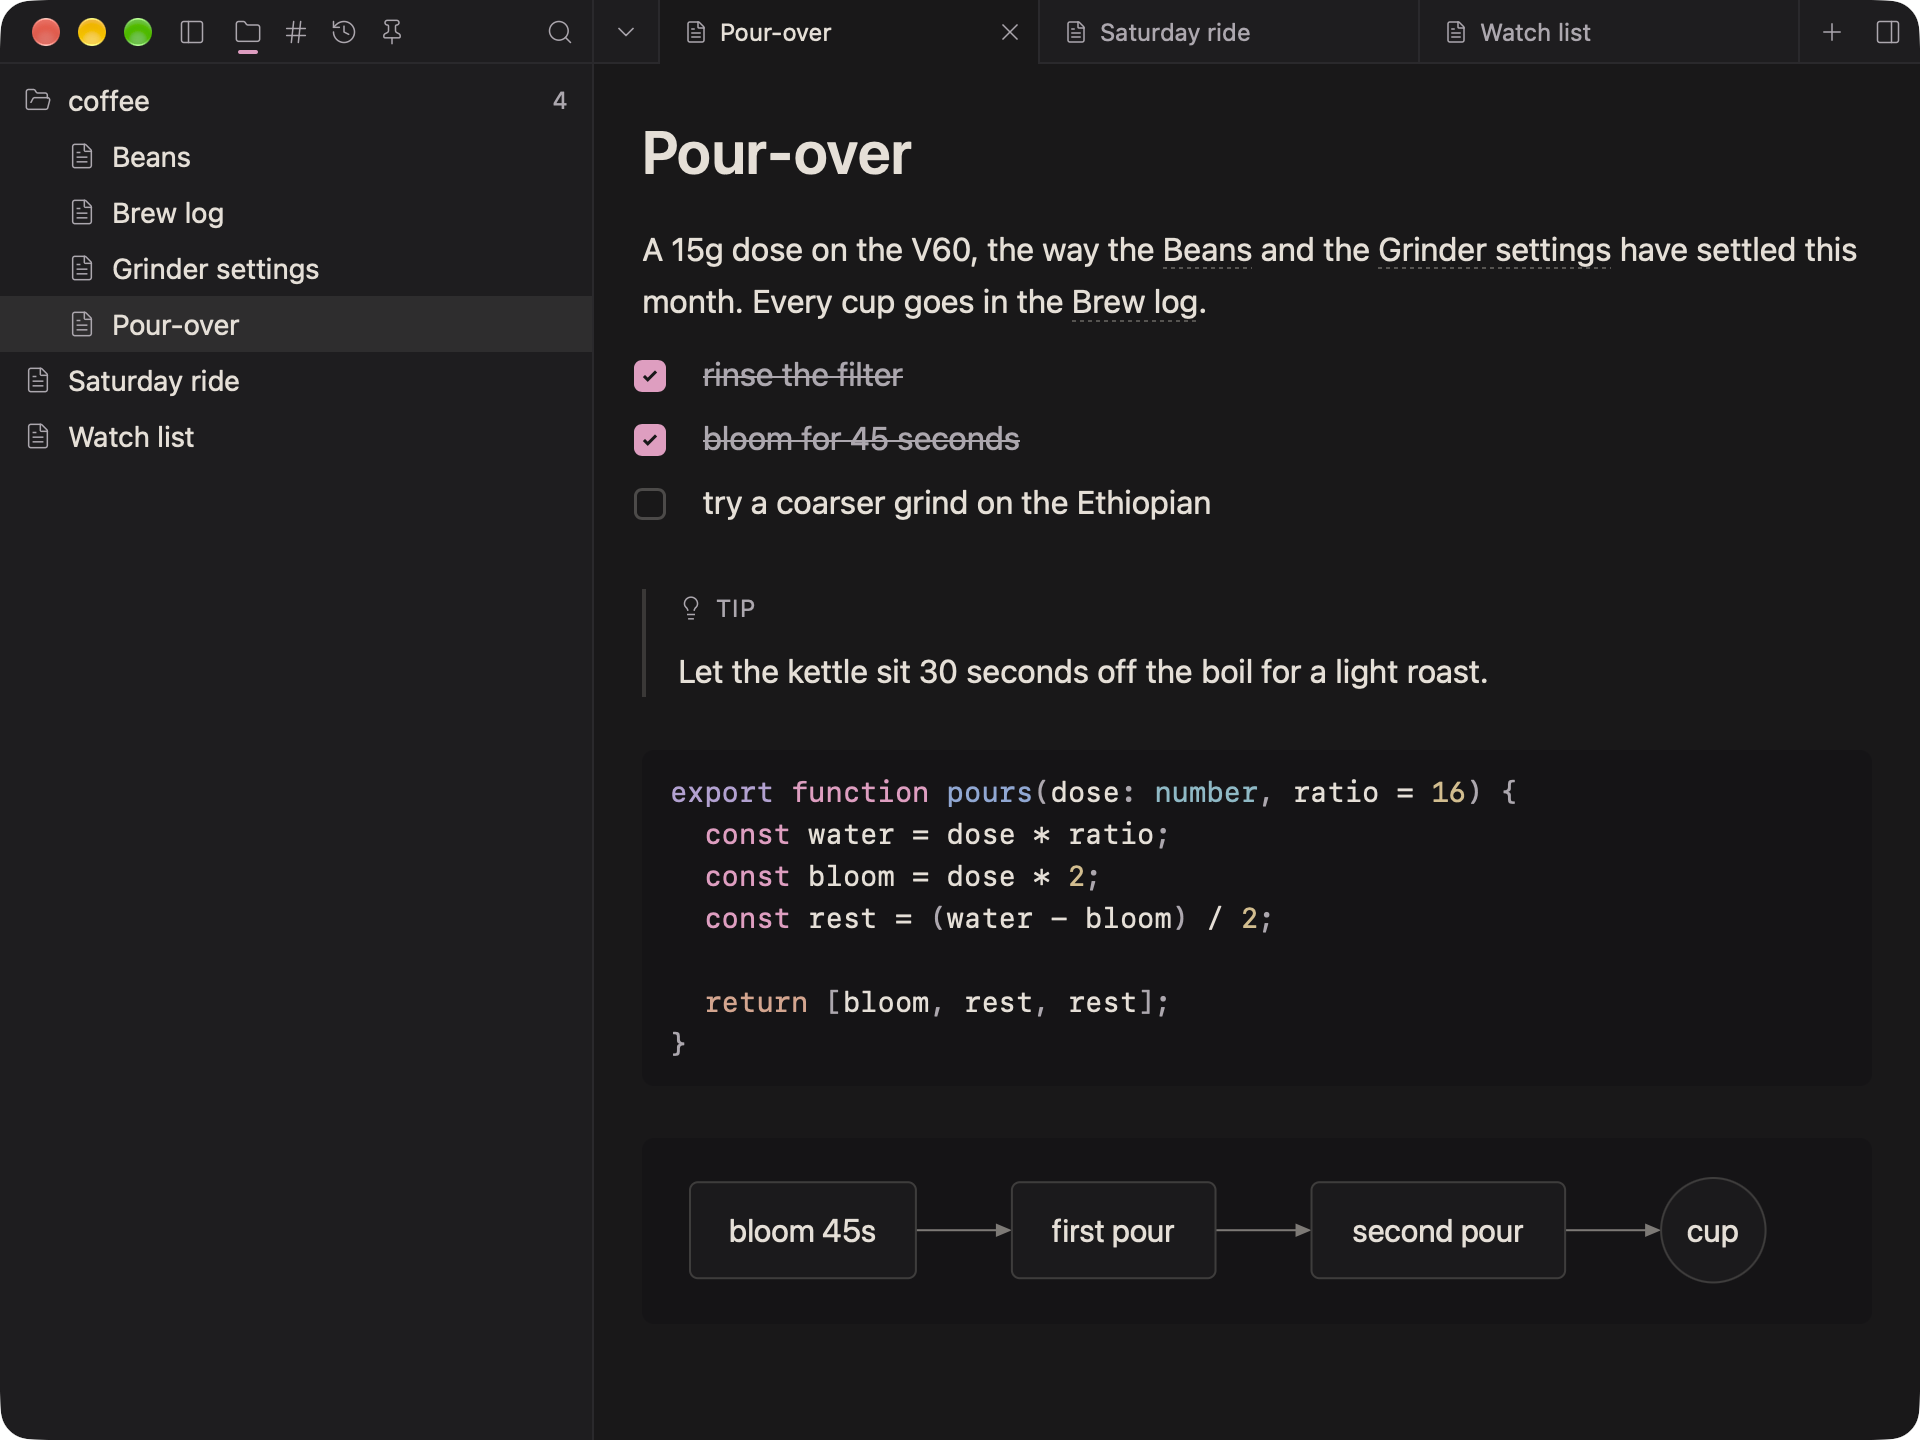 Pour-over
Saturday ride
Watch list
coffee
4
Beans
Brew log
Grinder settings
Pour-over
Saturday ride
Watch list
Pour-over
A 15g dose on the V60, the way the Beans and the Grinder settings have settled this
month. Every cup goes in the Brew log.
rinse the filter
bloom for 45 seconds
try a coarser grind on the Ethiopian
TIP
Let the kettle sit 30 seconds off the boil for a light roast.
export function pours(dose: number, ratio = 16) {
  const water = dose * ratio;
  const bloom = dose * 2;
  const rest = (water - bloom) / 2;
  return [bloom, rest, rest];
}
bloom 45s
first pour
second pour
cup